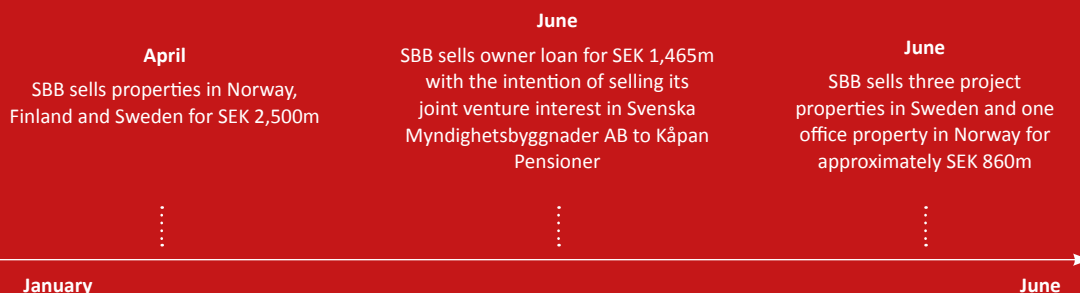 April
SBB sells properties in Norway,
Finland and Sweden for SEK 2,500m
June
SBB sells owner loan for SEK 1,465m
with the intention of selling its
joint venture interest in Svenska
Myndighetsbyggnader AB to Kåpan
Pensioner
June
SBB sells three project
properties in Sweden and one
office property in Norway for
approximately SEK 860m
January
June